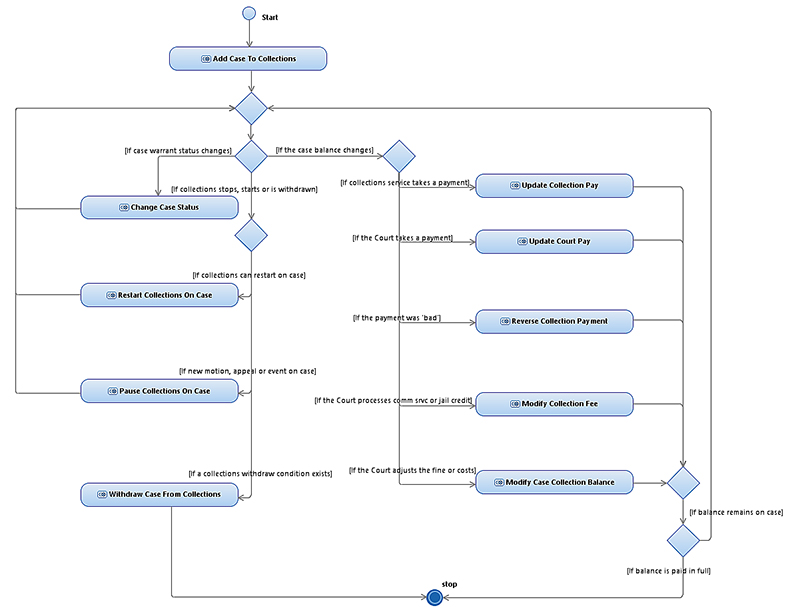 Start
Add Case To Collections
[If case warrant status changes]
[If the case balance changes]
[If collections stops, starts or is withdrawn]
[If collections service takes a payment]
Update Collection Pay
Change Case Status
[If the Court takes a payment]
Update Court Pay
[If collections can restart on case]
Restart Collections On Case
[If the payment was 'bad']
Reverse Collection Payment
[If new motion, appeal or event on case]
Pause Collections On Case
[If the Court processes comm srvc or jail credit]
Modify Collection Fee
[If a collections withdraw condition exists]
Withdraw Case From Collections
[If the Court adjusts the fine or costs]
Modify Case Collection Balance
[If balance remains on case]
[If balance is paid in full]
stop